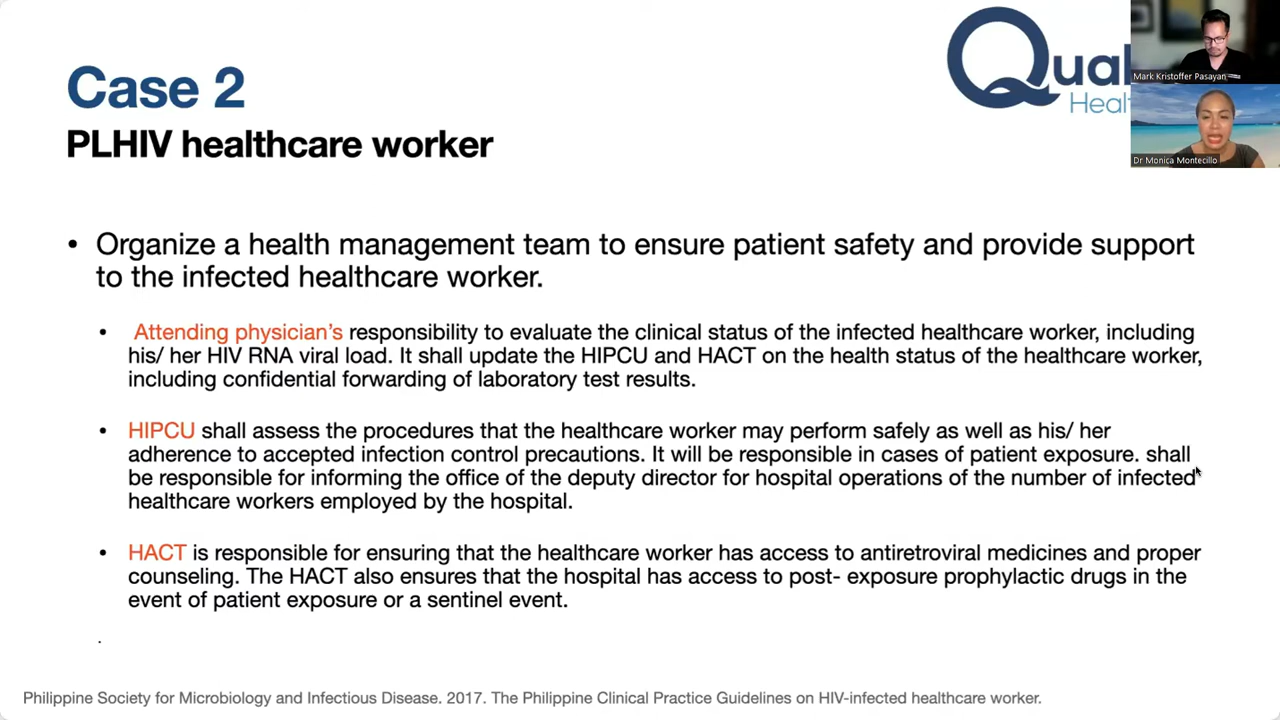 Case 2
PLHIV healthcare worker
Qual
Healt
Mark Kristoffer Pasayan
Dr Monica Montecillo
• Organize a health management team to ensure patient safety and provide support
to the infected healthcare worker.
• Attending physician’s responsibility to evaluate the clinical status of the infected healthcare worker, including
his/ her HIV RNA viral load. It shall update the HIPCU and HACT on the health status of the healthcare worker,
including confidential forwarding of laboratory test results.
• HIPCU shall assess the procedures that the healthcare worker may perform safely as well as his/ her
adherence to accepted infection control precautions. It will be responsible in cases of patient exposure. shall
be responsible for informing the office of the deputy director for hospital operations of the number of infected
healthcare workers employed by the hospital.
• HACT is responsible for ensuring that the healthcare worker has access to antiretroviral medicines and proper
counseling. The HACT also ensures that the hospital has access to post- exposure prophylactic drugs in the
event of patient exposure or a sentinel event.
.
Philippine Society for Microbiology and Infectious Disease. 2017. The Philippine Clinical Practice Guidelines on HIV-infected healthcare worker.